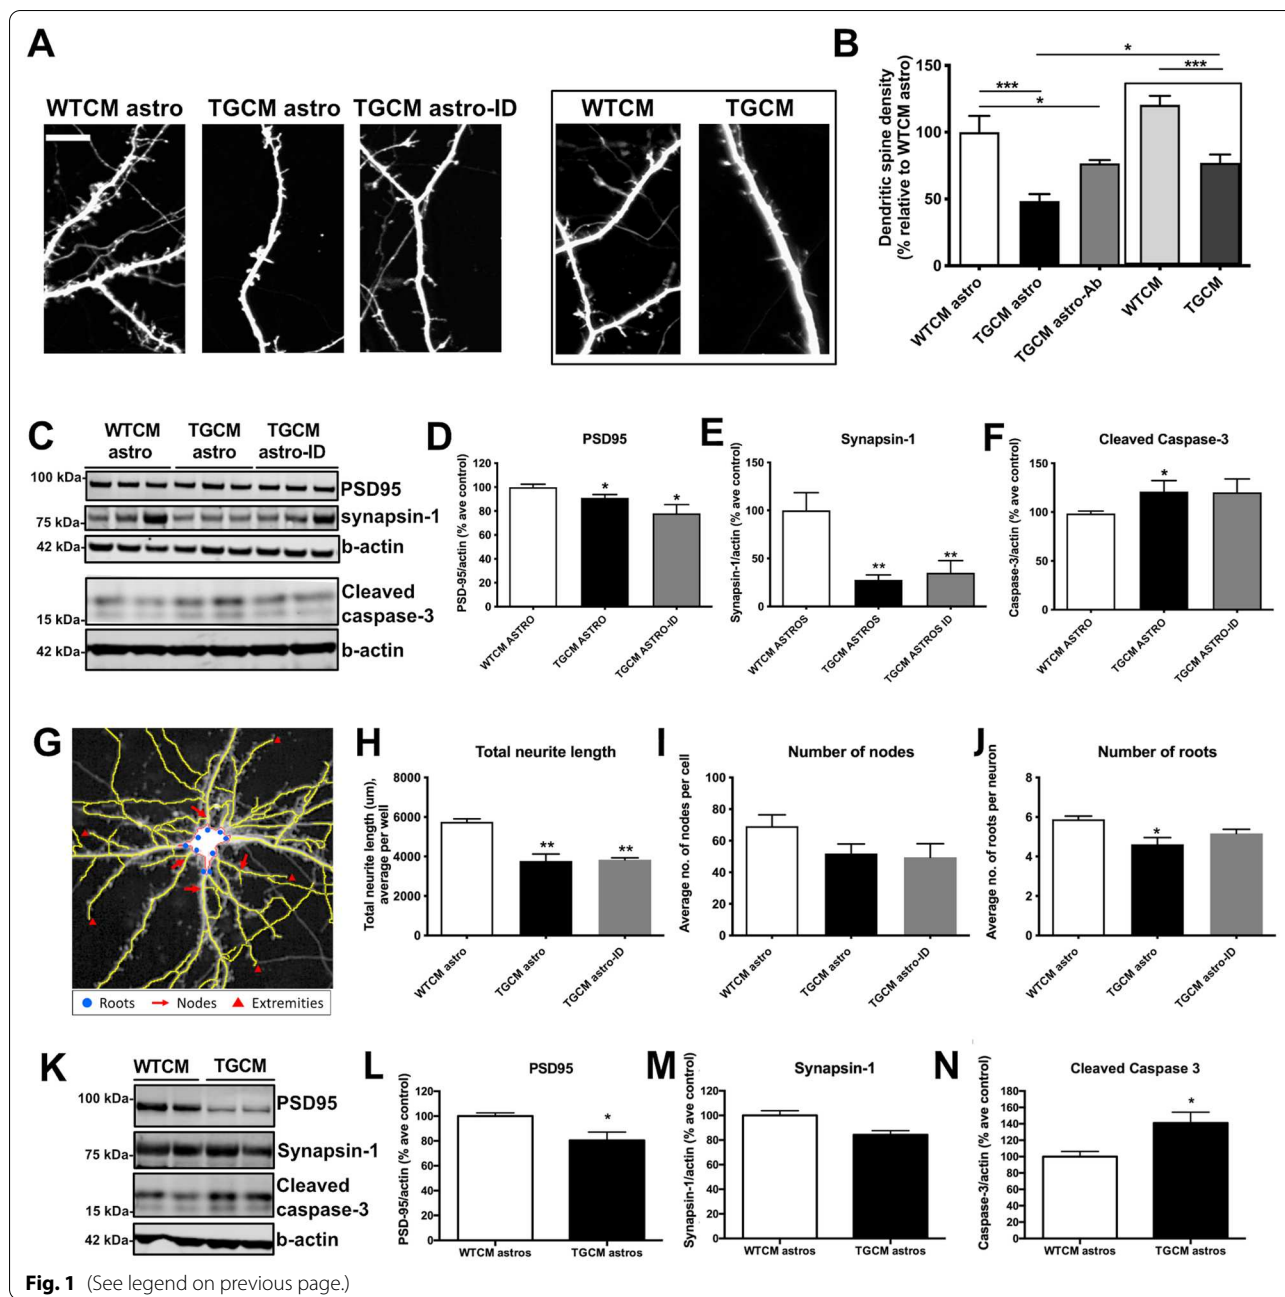 A
WTCM astro
TGCM astro
TGCM astro-ID
WTCM
TGCM
B
Dendritic spine density
(% relative to WTCM astro)
150
100
50
0
***
*
*
***
WTCM astro
TGCM astro
TGCM astro-Ab
WTCM
TGCM
C
WTCM
astro
TGCM
astro
TGCM
astro-ID
100 kDa-
PSD95
75 kDa-
synapsin-1
42 kDa-
b-actin
Cleaved
caspase-3
15 kDa-
42 kDa-
b-actin
D
PSD95
PSD-95/actin (% ave control)
120
100
80
60
40
20
0
*
*
WTCM ASTRO
TGCM ASTRO
TGCM ASTRO-ID
E
Synapsin-1
Synapsin-1/actin (% ave control)
150
100
50
0
**
**
WTCM ASTROS
TGCM ASTROS
TGCM ASTROS ID
F
Cleaved Caspase-3
Caspase-3/actin (% ave control)
150
100
50
0
*
WTCM ASTRO
TGCM ASTRO
TGCM ASTRO-ID
G
Roots
Nodes
Extremities
H
Total neurite length
Total neurite length (um),
average per well
8000
6000
4000
2000
0
**
**
WTCM astro
TGCM astro
TGCM astro-ID
I
Number of nodes
Average no. of nodes per cell
100
80
60
40
20
0
WTCM astro
TGCM astro
TGCM astro-ID
J
Number of roots
Average no. of roots per neuron
8
6
4
2
0
*
WTCM astro
TGCM astro
TGCM astro-ID
K
WTCM
TGCM
100 kDa-
PSD95
75 kDa-
Synapsin-1
Cleaved
caspase-3
15 kDa-
42 kDa-
b-actin
L
PSD95
PSD-95/actin (% ave control)
120
100
80
60
40
20
0
*
WTCM astros
TGCM astros
M
Synapsin-1
Synapsin-1/actin (% ave control)
120
100
80
60
40
20
0
WTCM astros
TGCM astros
N
Cleaved Caspase 3
Caspase-3/actin (% ave control)
180
160
140
120
100
80
60
40
20
0
*
WTCM astros
TGCM astros
Fig. 1 (See legend on previous page.)